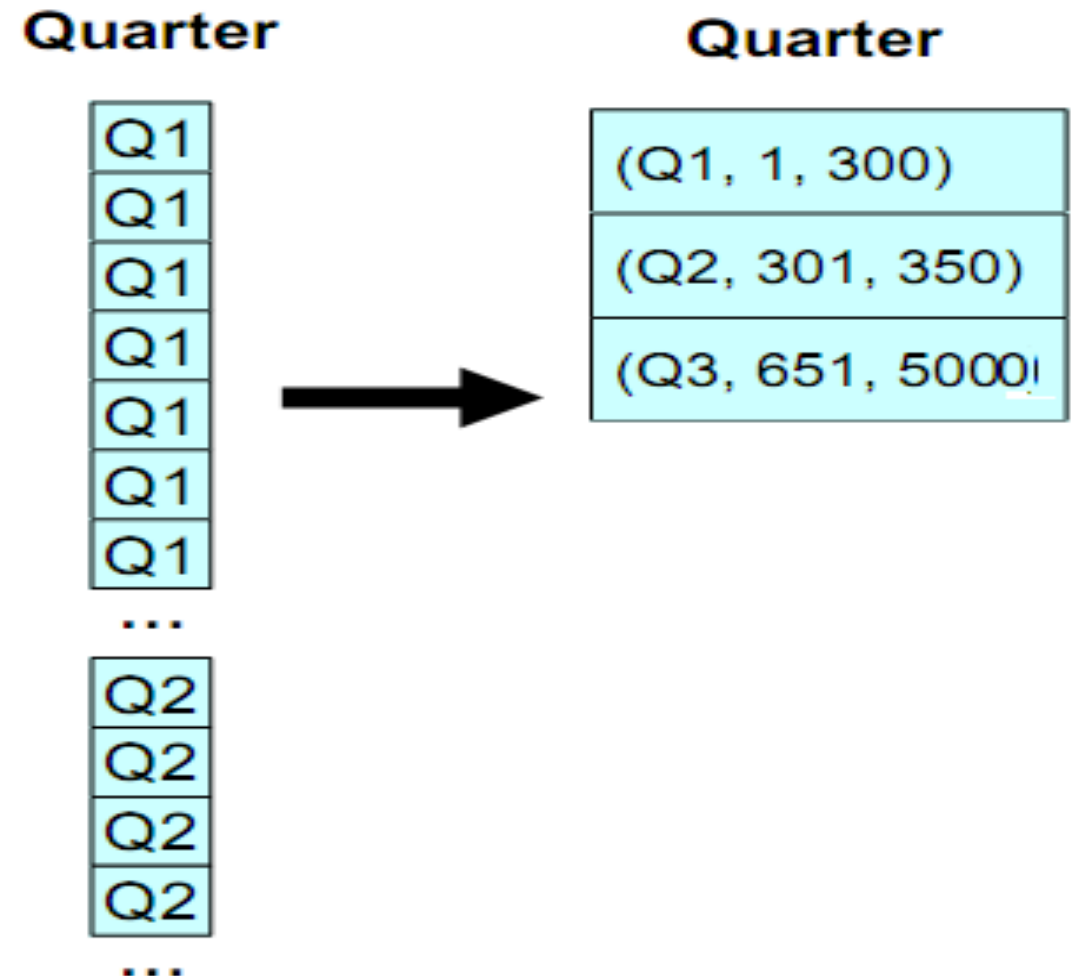 Quarter
Q1
Q1
Q1
Q1
Q1
Q1
Q1
...
Q2
Q2
Q2
Q2
...
Quarter
(Q1, 1, 300)
(Q2, 301, 350)
(Q3, 651, 5000)